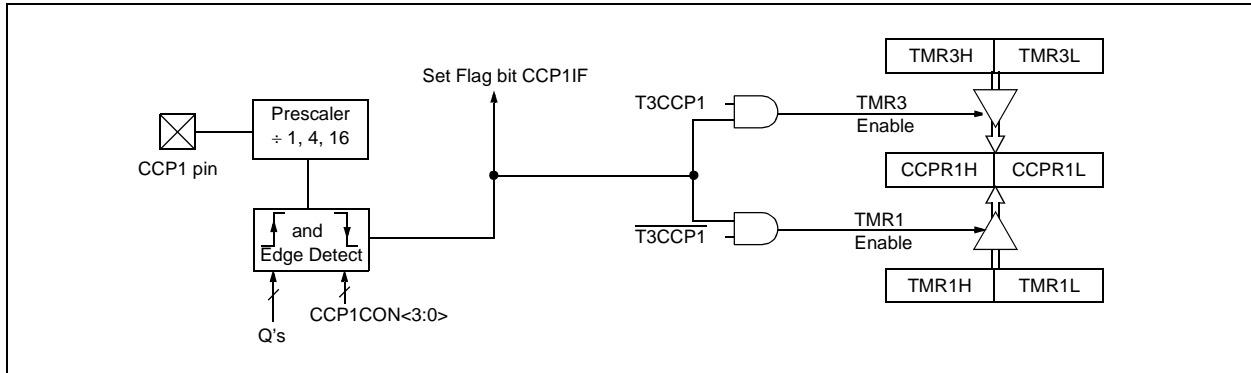 TMR3H TMR3L
Set Flag bit CCP1IF
T3CCP1
TMR3
Enable
Prescaler
÷ 1, 4, 16
CCP1 pin
CCPR1H CCPR1L
and
Edge Detect
T3CCP1
TMR1
Enable
TMR1H TMR1L
CCP1CON<3:0>
Q's